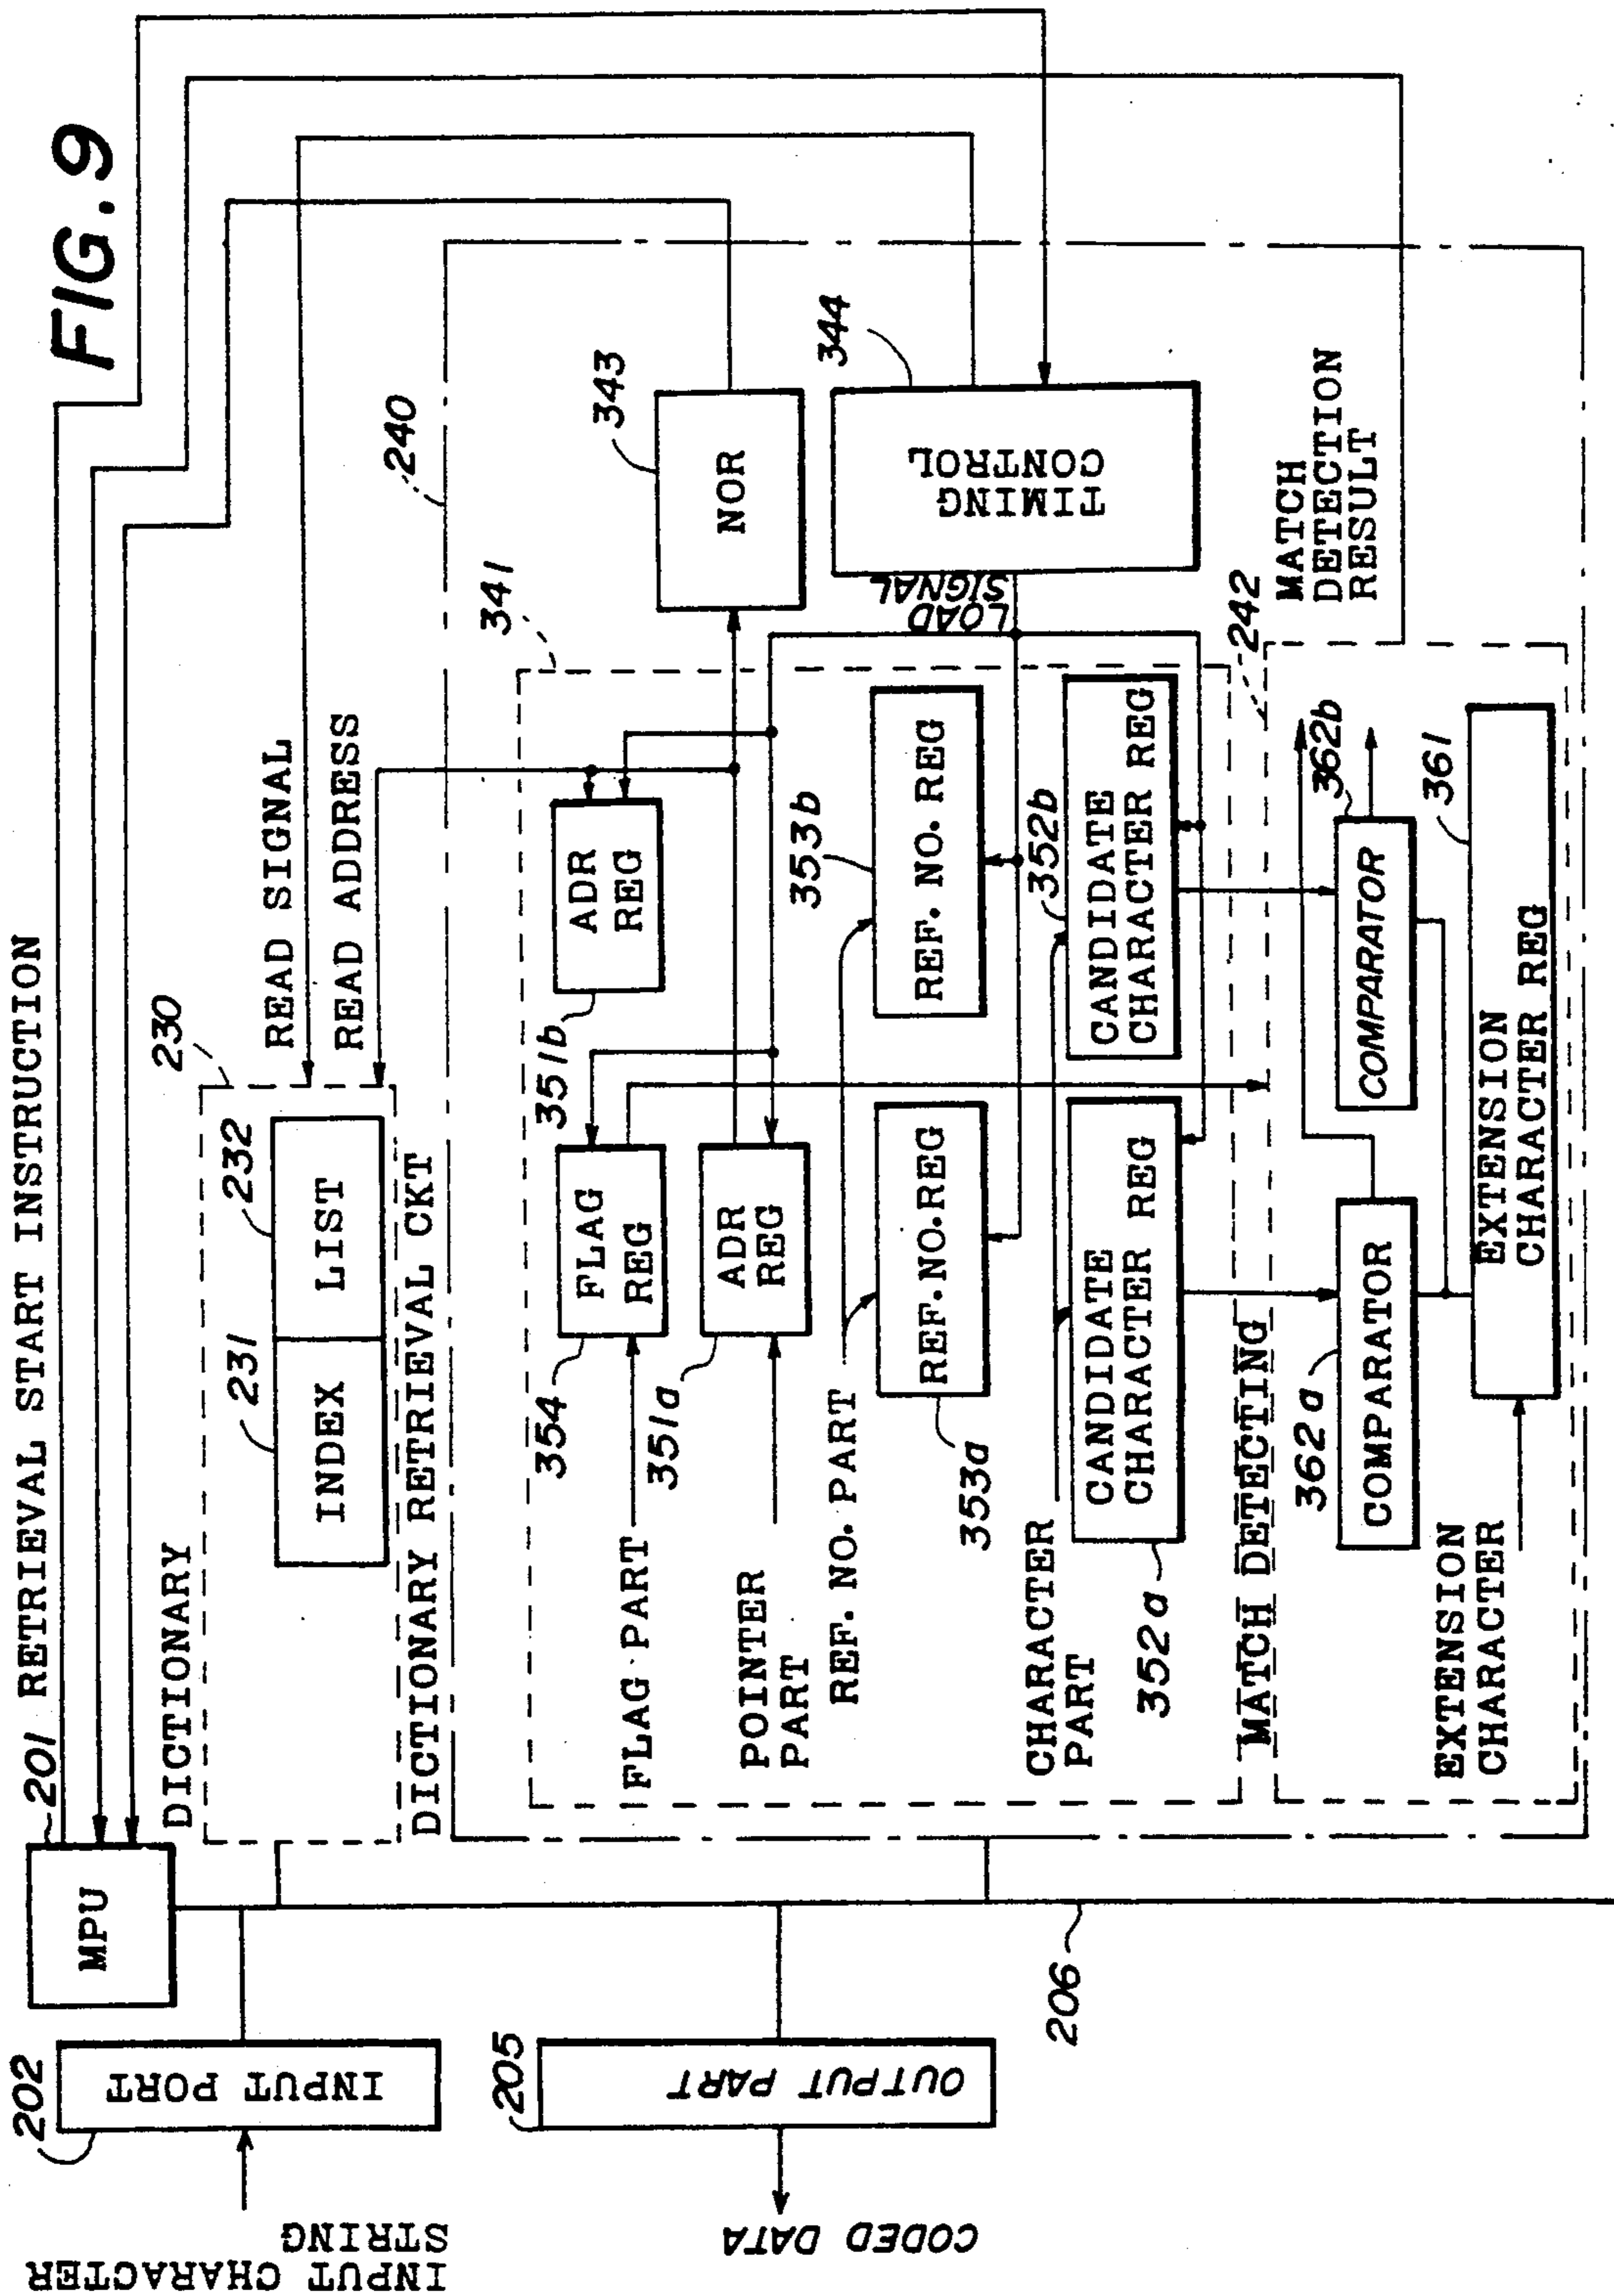 FIG. 9
201 RETRIEVAL START INSTRUCTION
MPU
202
INPUT PORT
INPUT CHARACTER
STRING
205
OUTPUT PART
CODED DATA
206
DICTIONARY
230
231
232
INDEX
LIST
READ SIGNAL
READ ADDRESS
DICTIONARY RETRIEVAL CKT
240
341
FLAG PART
354
FLAG
REG
351b
ADR
REG
POINTER
PART
351a
ADR
REG
343
NOR
REF. NO. PART
353a
REF. NO. REG
353b
REF. NO. REG
LOAD
SIGNAL
344
TIMING
CONTROL
CHARACTER
PART
352a
CANDIDATE
CHARACTER REG
352b
CANDIDATE
CHARACTER REG
MATCH DETECTING
242
MATCH
DETECTION
RESULT
362a
COMPARATOR
362b
COMPARATOR
EXTENSION
CHARACTER
361
EXTENSION
CHARACTER REG